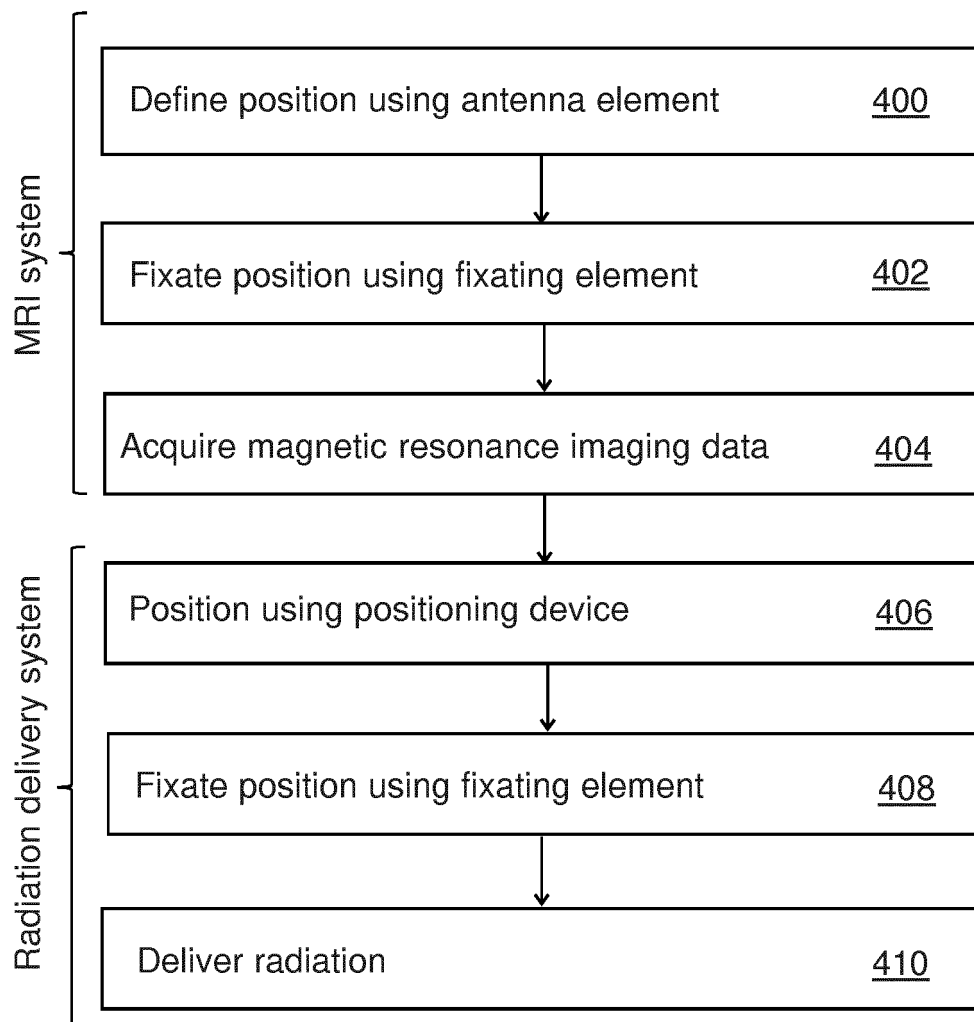 MRI system
Define position using antenna element 400
Fixate position using fixating element 402
Acquire magnetic resonance imaging data 404
Radiation delivery system
Position using positioning device 406
Fixate position using fixating element 408
Deliver radiation 410